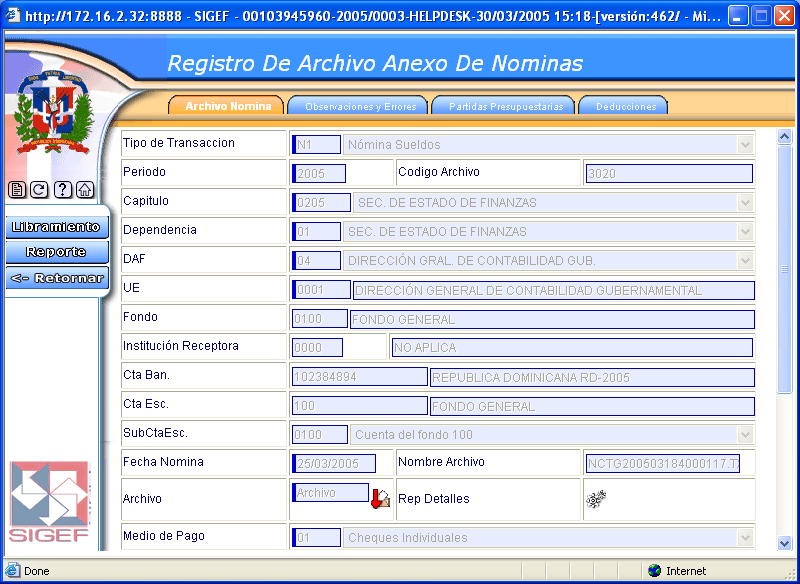 http://172.16.2.32:8888 - SIGEF - 00103945960-2005/0003-HELPDESK-30/03/2005 15:18-[versión:462/ - Mi...
Registro De Archivo Anexo De Nominas
Archivo Nomina Observaciones y Errores Partidas Presupuestarias Deducciones
Libramiento
Reporte
<- Retornar
Tipo de Transaccion N1 Nómina Sueldos
Periodo 2005 Codigo Archivo 3020
Capitulo 0205 SEC. DE ESTADO DE FINANZAS
Dependencia 01 SEC. DE ESTADO DE FINANZAS
DAF 04 DIRECCIÓN GRAL. DE CONTABILIDAD GUB.
UE 0001 DIRECCIÓN GENERAL DE CONTABILIDAD GUBERNAMENTAL
Fondo 0100 FONDO GENERAL
Institución Receptora 0000 NO APLICA
Cta Ban. 102384894 REPUBLICA DOMINICANA RD-2005
Cta Esc. 100 FONDO GENERAL
SubCtaEsc. 0100 Cuenta del fondo 100
Fecha Nomina 25/03/2005 Nombre Archivo NCTG200503184000117.T
Archivo Archivo Rep Detalles
Medio de Pago 01 Cheques Individuales
SIGEF
Done Internet